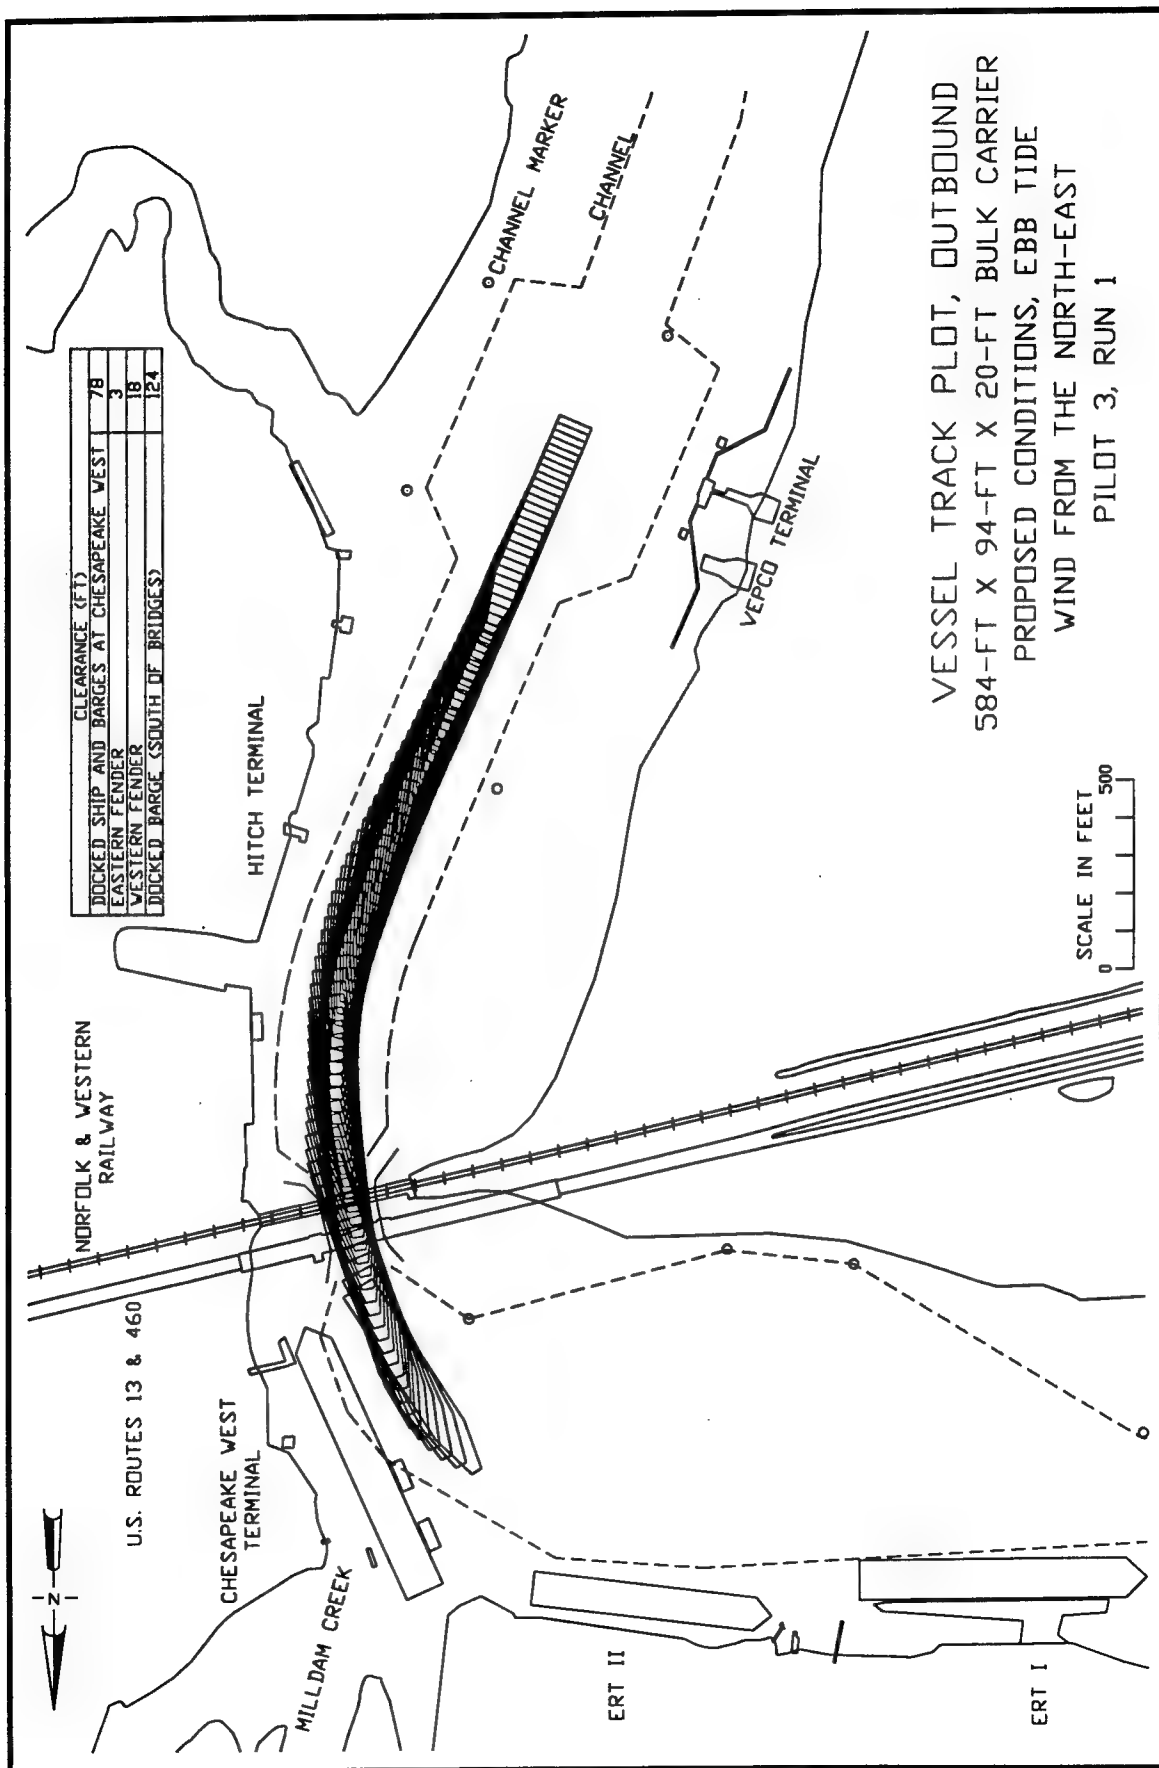 CLEARANCE (FT)
DOCKED SHIP AND BARGES AT CHESAPEAKE WEST 78
EASTERN FENDER 3
WESTERN FENDER 18
DOCKED BARGE (SOUTH OF BRIDGES) 124
N
U.S. ROUTES 13 & 460
NORFOLK & WESTERN
RAILWAY
HITCH TERMINAL
CHESAPEAKE WEST
TERMINAL
MILLDAM CREEK
CHANNEL MARKER
CHANNEL
VEPCO TERMINAL
ERT II
ERT I
SCALE IN FEET
0 500
VESSEL TRACK PLOT, OUTBOUND
584-FT X 94-FT X 20-FT BULK CARRIER
PROPOSED CONDITIONS, EBB TIDE
WIND FROM THE NORTH-EAST
PILOT 3, RUN 1